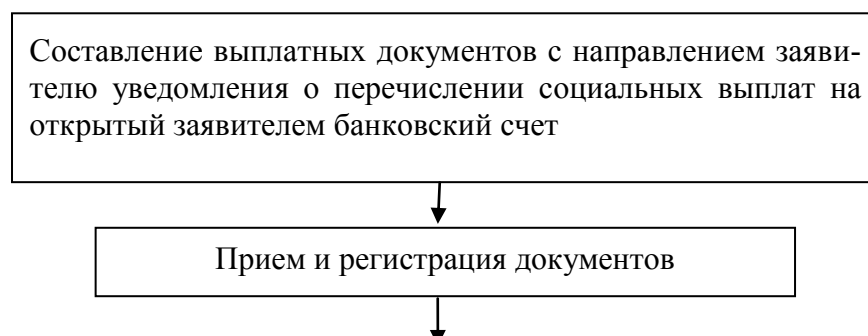 Составление выплатных документов с направлением заяви-
телю уведомления о перечислении социальных выплат на
открытый заявителем банковский счет
Прием и регистрация документов